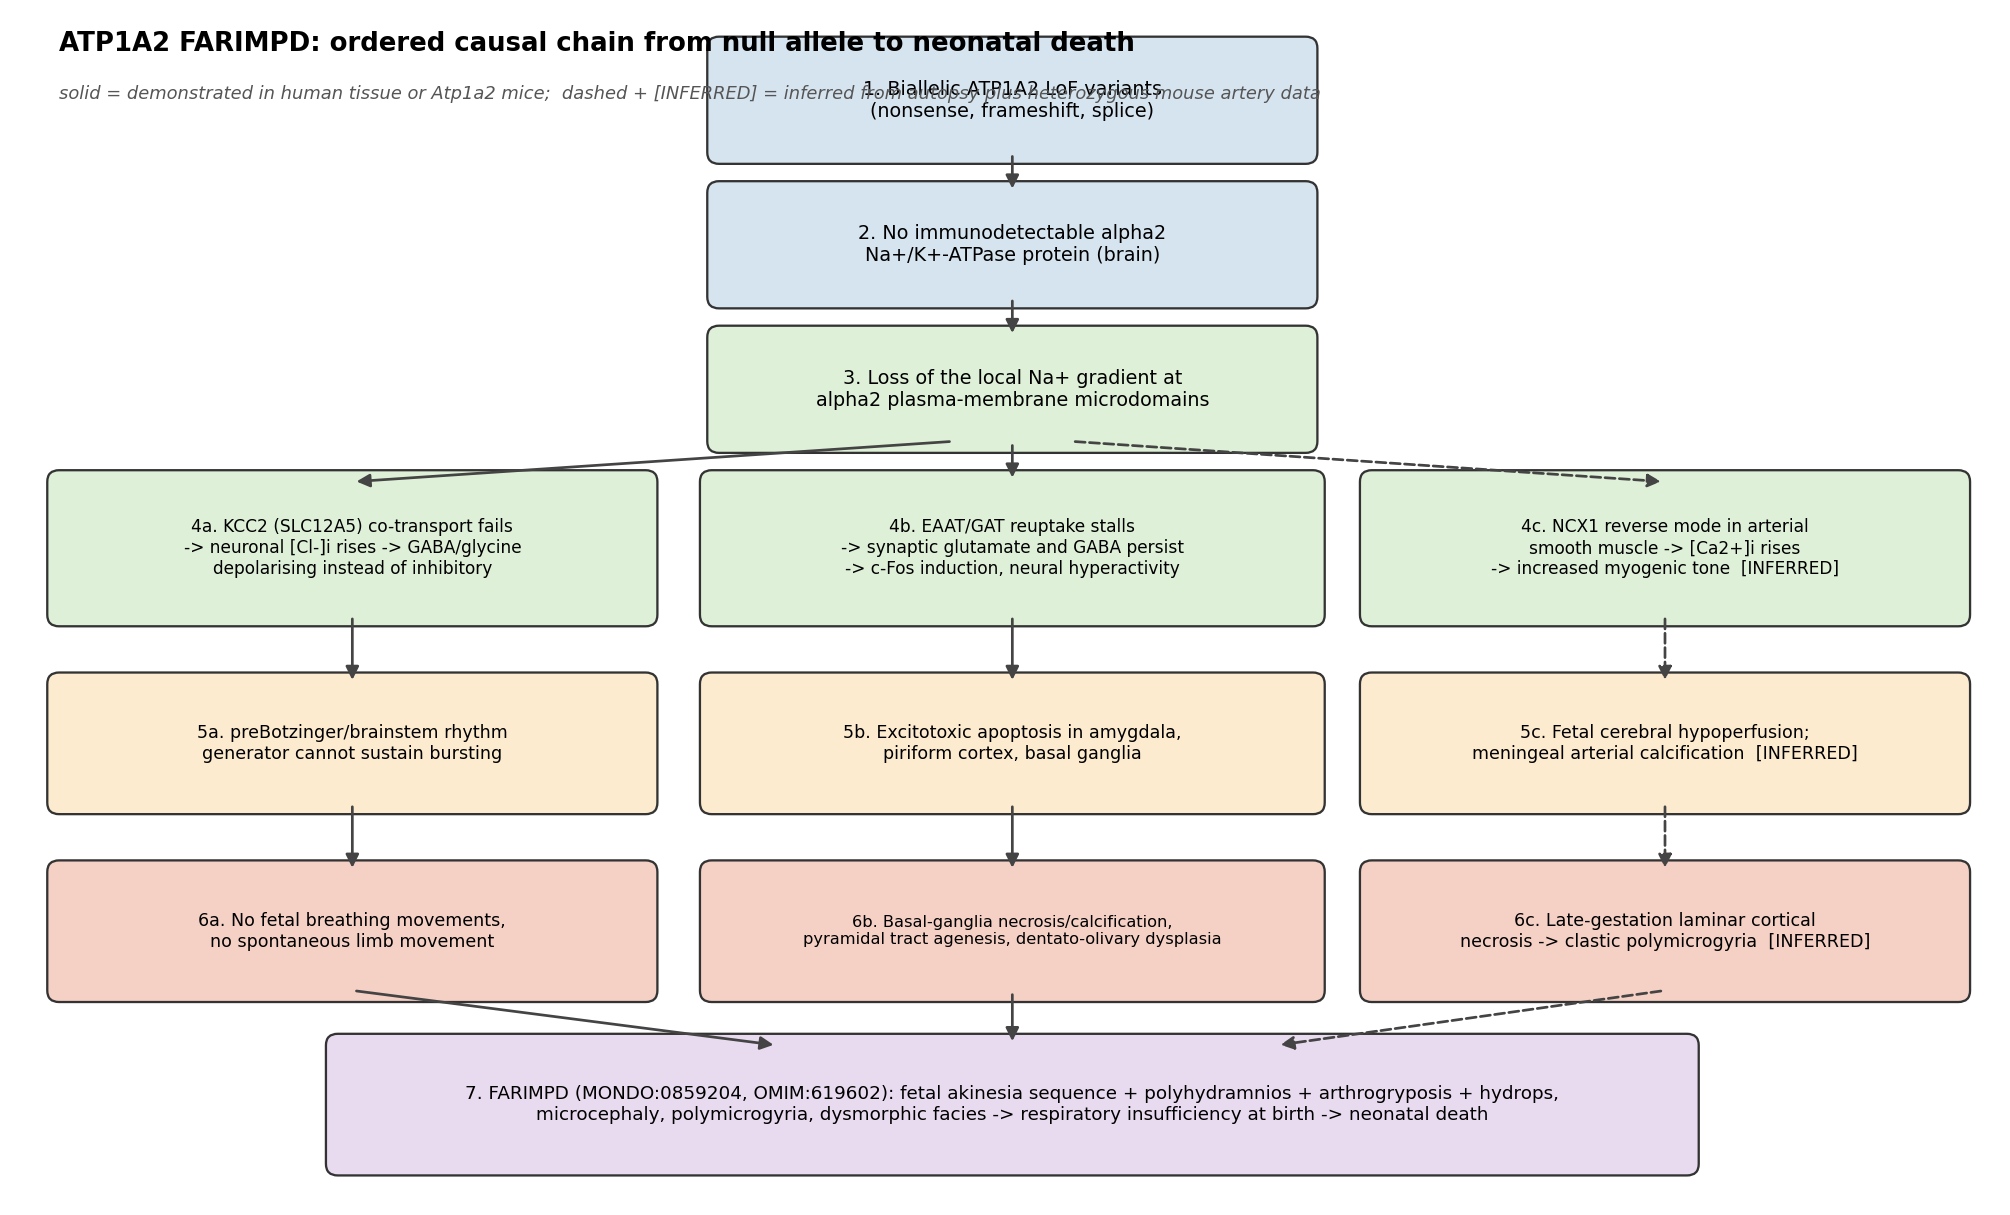 ATP1A2 FARIMPD: ordered causal chain from null allele to neonatal death
solid = demonstrated in human tissue or Atp1a2 mice;  dashed + [INFERRED] = inferred from autopsy plus heterozygous mouse artery data
1. Biallelic ATP1A2 LoF variants
(nonsense, frameshift, splice)
2. No immunodetectable alpha2
Na+/K+-ATPase protein (brain)
3. Loss of the local Na+ gradient at
alpha2 plasma-membrane microdomains
4a. KCC2 (SLC12A5) co-transport fails
-> neuronal [Cl-]i rises -> GABA/glycine
depolarising instead of inhibitory
4b. EAAT/GAT reuptake stalls
-> synaptic glutamate and GABA persist
-> c-Fos induction, neural hyperactivity
4c. NCX1 reverse mode in arterial
smooth muscle -> [Ca2+]i rises
-> increased myogenic tone  [INFERRED]
5a. preBotzinger/brainstem rhythm
generator cannot sustain bursting
5b. Excitotoxic apoptosis in amygdala,
piriform cortex, basal ganglia
5c. Fetal cerebral hypoperfusion;
meningeal arterial calcification  [INFERRED]
6a. No fetal breathing movements,
no spontaneous limb movement
6b. Basal-ganglia necrosis/calcification,
pyramidal tract agenesis, dentato-olivary dysplasia
6c. Late-gestation laminar cortical
necrosis -> clastic polymicrogyria  [INFERRED]
7. FARIMPD (MONDO:0859204, OMIM:619602): fetal akinesia sequence + polyhydramnios + arthrogryposis + hydrops,
microcephaly, polymicrogyria, dysmorphic facies -> respiratory insufficiency at birth -> neonatal death